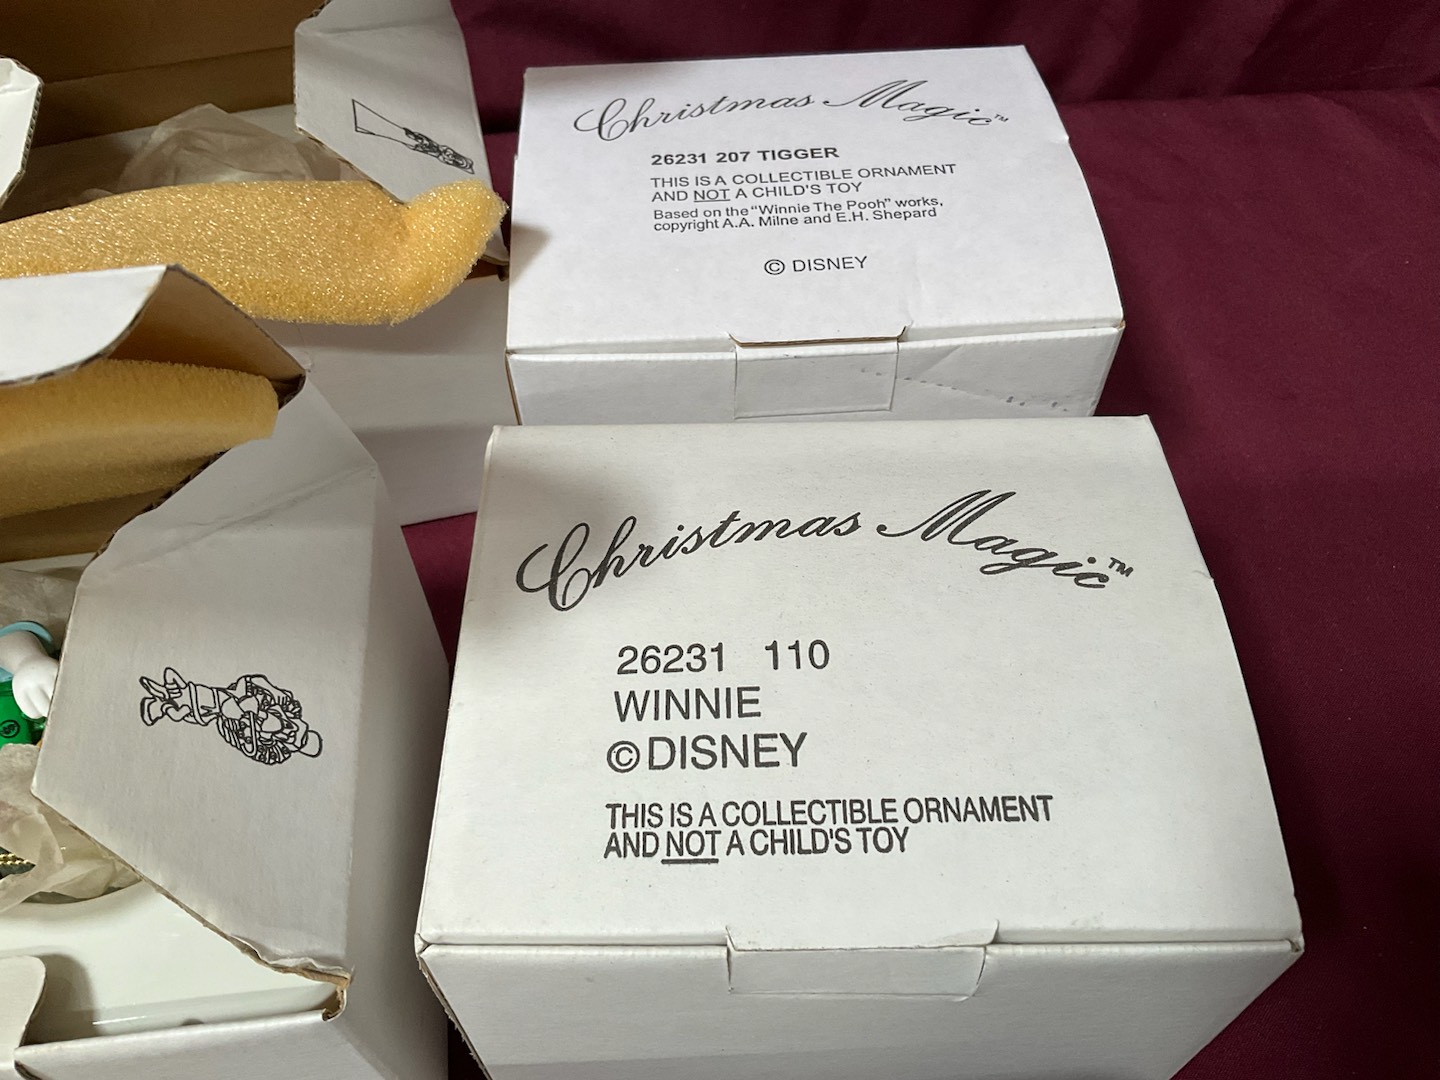 Christmas Magic™
26231 207 TIGGER
THIS IS A COLLECTIBLE ORNAMENT
AND NOT A CHILD'S TOY
Based on the "Winnie The Pooh" works,
copyright A.A. Milne and E.H. Shepard
© DISNEY
Christmas Magic™
26231 110
WINNIE
© DISNEY
THIS IS A COLLECTIBLE ORNAMENT
AND NOT A CHILD'S TOY